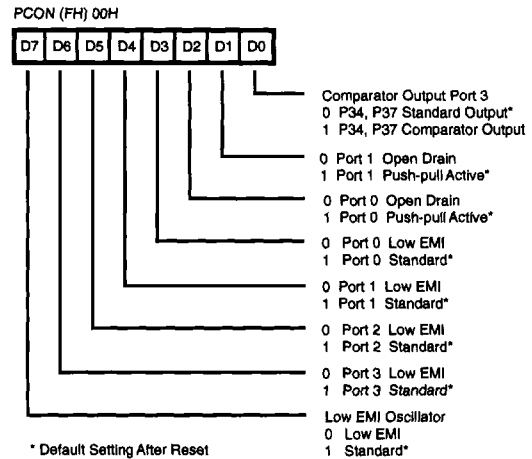 PCON (FH) 00H
D7 D6 D5 D4 D3 D2 D1 D0
Comparator Output Port 3
0 P34, P37 Standard Output*
1 P34, P37 Comparator Output
0 Port 1 Open Drain
1 Port 1 Push-pull Active*
0 Port 0 Open Drain
1 Port 0 Push-pull Active*
0 Port 0 Low EMI
1 Port 0 Standard*
0 Port 1 Low EMI
1 Port 1 Standard*
0 Port 2 Low EMI
1 Port 2 Standard*
0 Port 3 Low EMI
1 Port 3 Standard*
Low EMI Oscillator
0 Low EMI
1 Standard*
* Default Setting After Reset